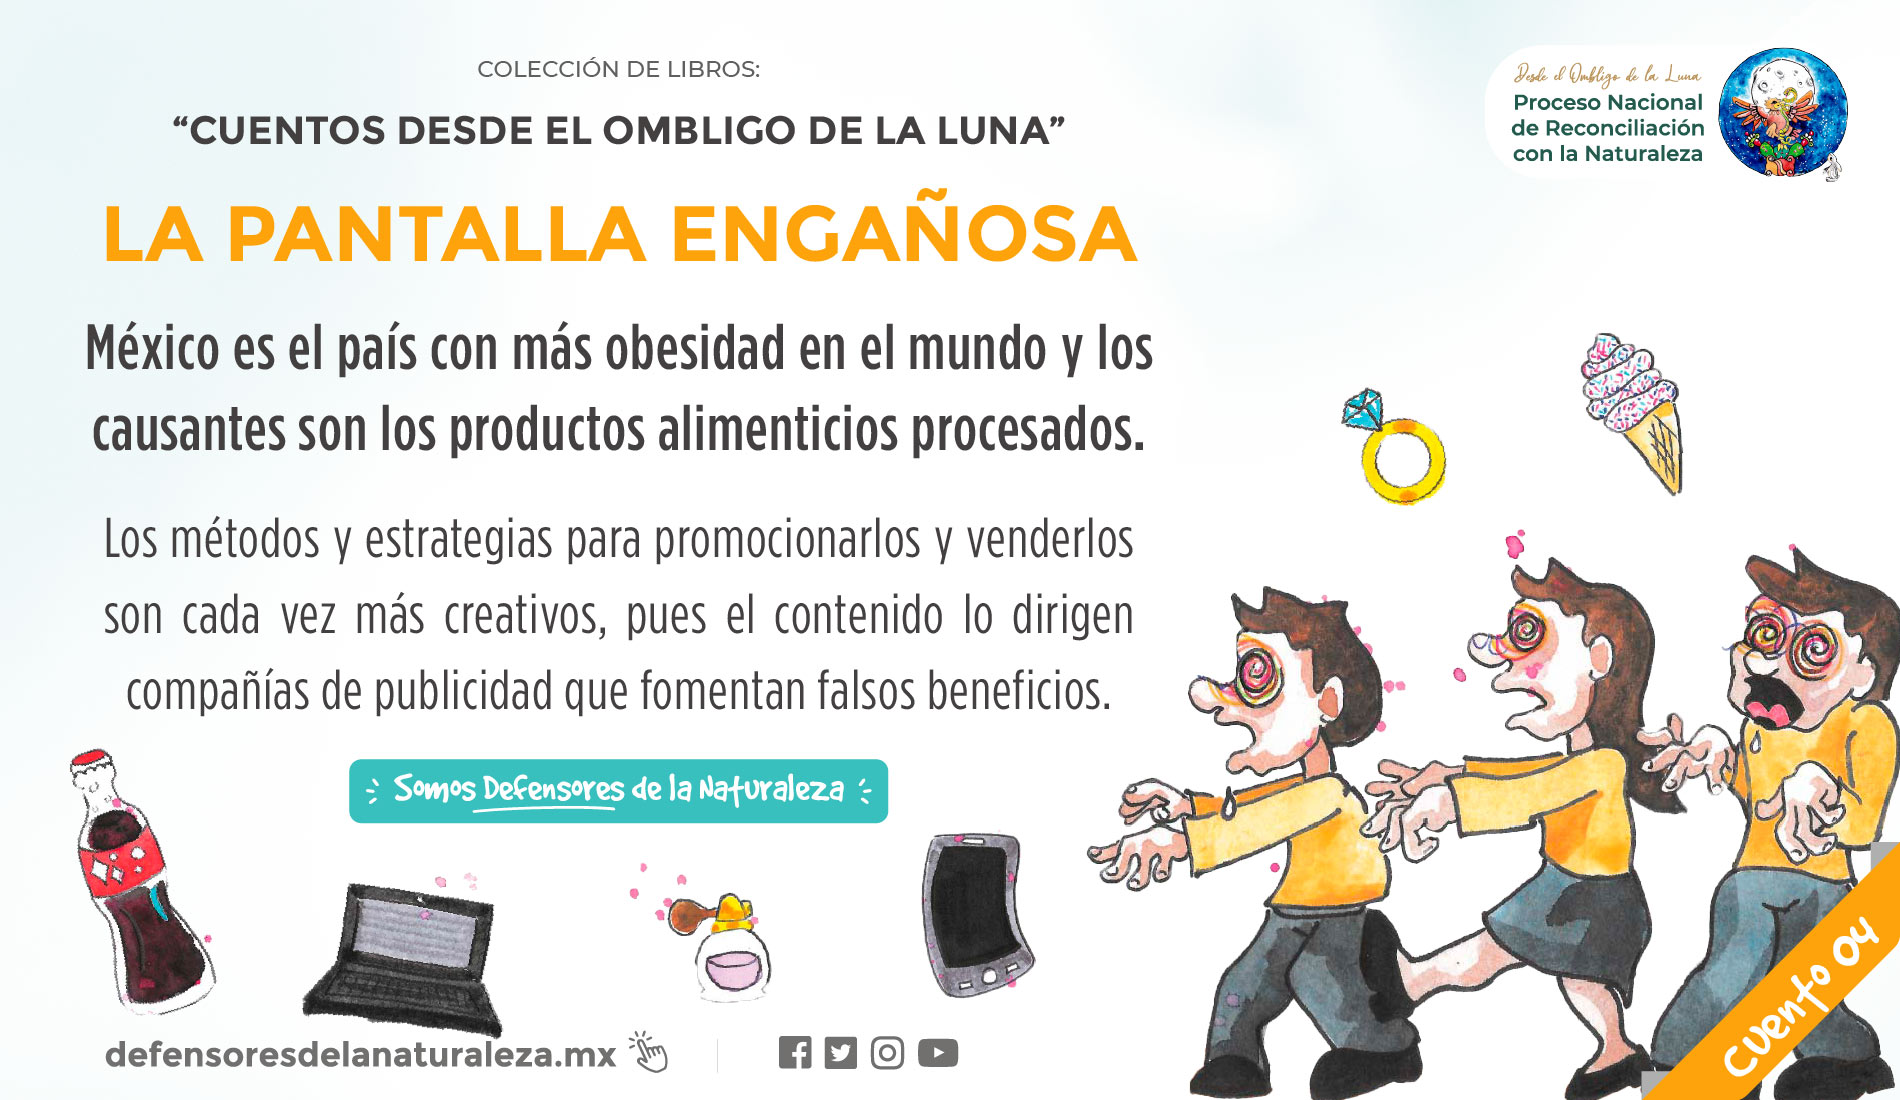 COLECCIÓN DE LIBROS:
“CUENTOS DESDE EL OMBLIGO DE LA LUNA”
LA PANTALLA ENGAÑOSA
México es el país con más obesidad en el mundo y los
causantes son los productos alimenticios procesados.
Los métodos y estrategias para promocionarlos y venderlos
son cada vez más creativos, pues el contenido lo dirigen
compañías de publicidad que fomentan falsos beneficios.
Somos Defensores de la Naturaleza
defensoresdelanaturaleza.mx
Desde el Ombligo de la Luna
Proceso Nacional
de Reconciliación
con la Naturaleza
Cuento 04